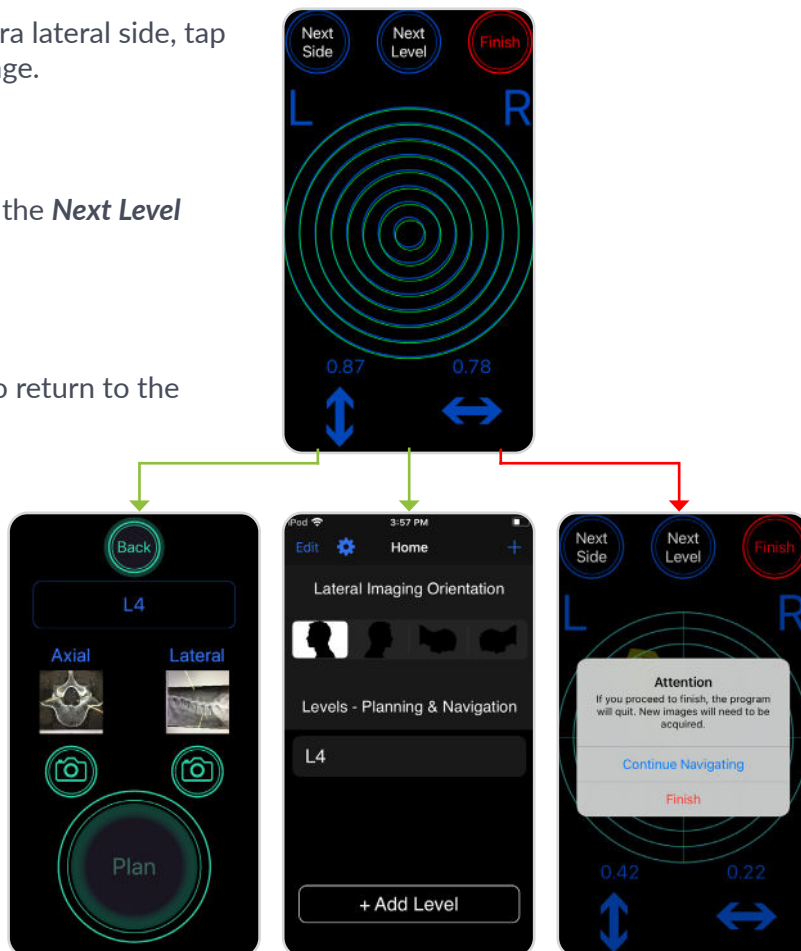 ra lateral side, tap
ge.
the Next Level
o return to the
Next
Side
Next
Level
Finish
L
R
0.87
0.78
Back
L4
Axial
Lateral
Plan
iPod
3:57 PM
Edit
Home
+
Lateral Imaging Orientation
Levels - Planning & Navigation
L4
+ Add Level
Next
Side
Next
Level
Finish
L
R
Attention
If you proceed to finish, the program
will quit. New images will need to be
acquired.
Continue Navigating
Finish
0.42
0.22